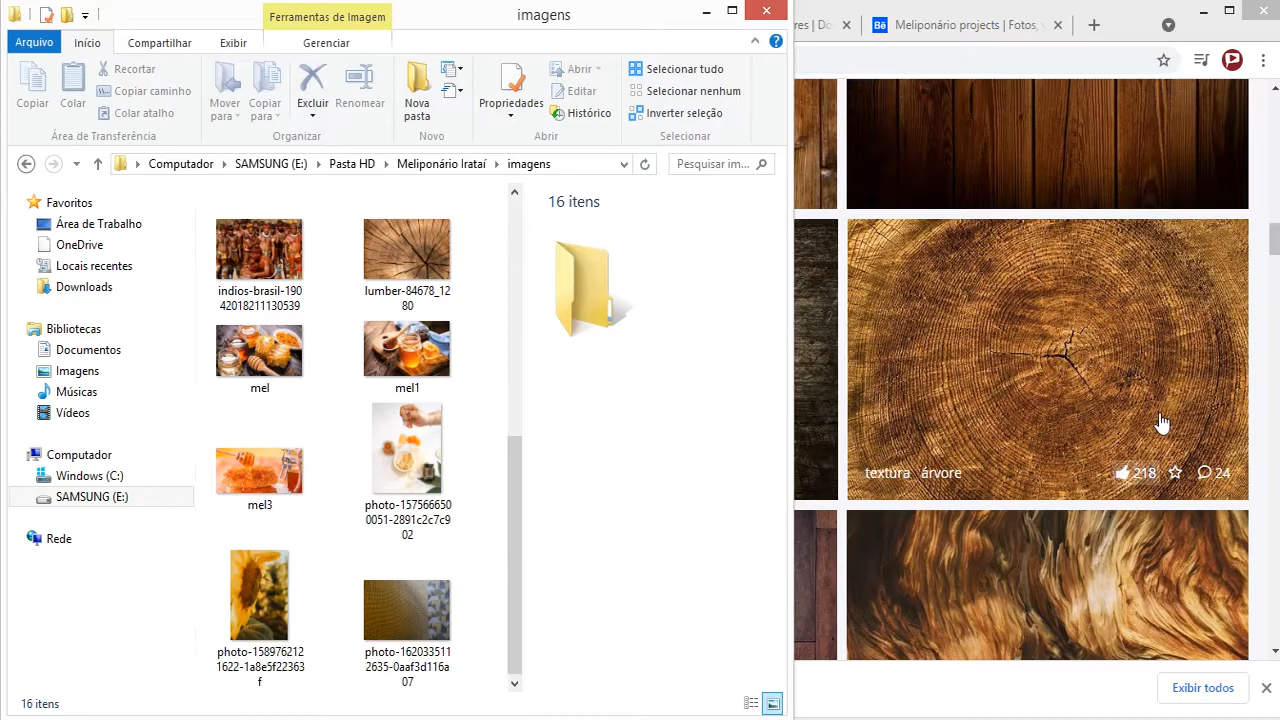 Ferramentas de Imagem
imagens
Arquivo
Início
Compartilhar
Exibir
Gerenciar
Copiar
Colar
Recortar
Copiar caminho
Colar atalho
Área de Transferência
Mover para
Copiar para
Excluir
Renomear
Organizar
Nova pasta
Novo
Propriedades
Abrir
Editar
Histórico
Abrir
Selecionar tudo
Selecionar nenhum
Inverter seleção
Selecionar
Computador
SAMSUNG (E:)
Pasta HD
Meliponário Irataí
imagens
Pesquisar im...
Favoritos
Área de Trabalho
OneDrive
Locais recentes
Downloads
Bibliotecas
Documentos
Imagens
Músicas
Vídeos
Computador
Windows (C:)
SAMSUNG (E:)
Rede
indios-brasil-190
42018211130539
lumber-84678_12
80
mel
mel1
mel3
photo-157566650
0051-2891c2c7c9
02
photo-158976212
1622-1a8e5f22363
f
photo-162033511
2635-0aaf3d116a
07
16 itens
16 itens
res | Do
Bē
Meliponário projects | Fotos,
textura árvore
218
24
Exibir todos